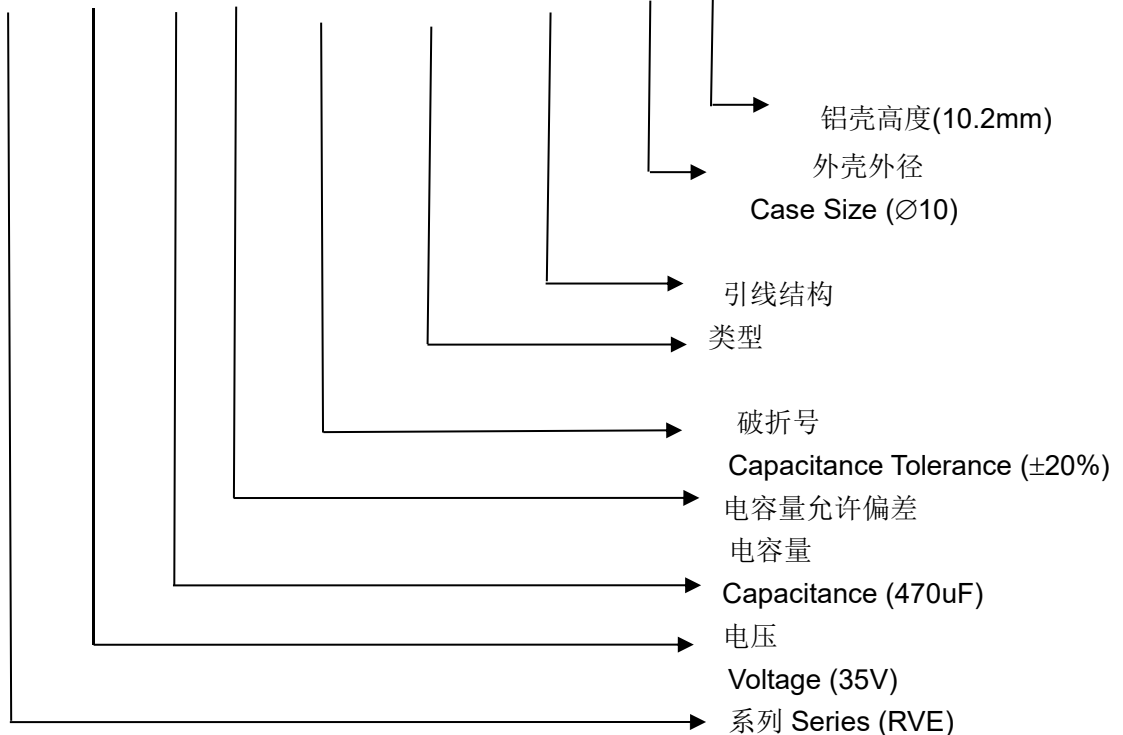 铝壳高度(10.2mm)
外壳外径
Case Size (∅10)
引线结构
类型
破折号
Capacitance Tolerance (±20%)
电容量允许偏差
电容量
Capacitance (470uF)
电压
Voltage (35V)
系列 Series (RVE)